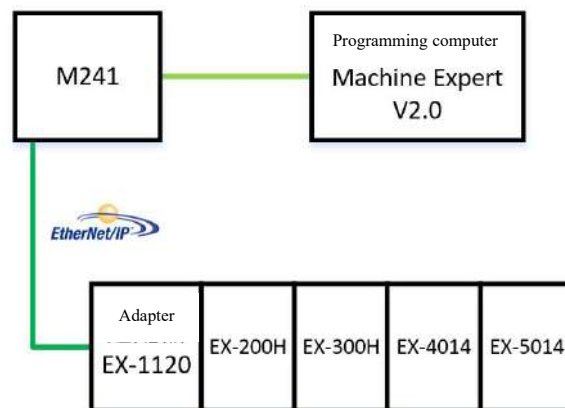 M241
Programming computer
Machine Expert
V2.0
EtherNet/IP
Adapter
EX-1120
EX-200H
EX-300H
EX-4014
EX-5014